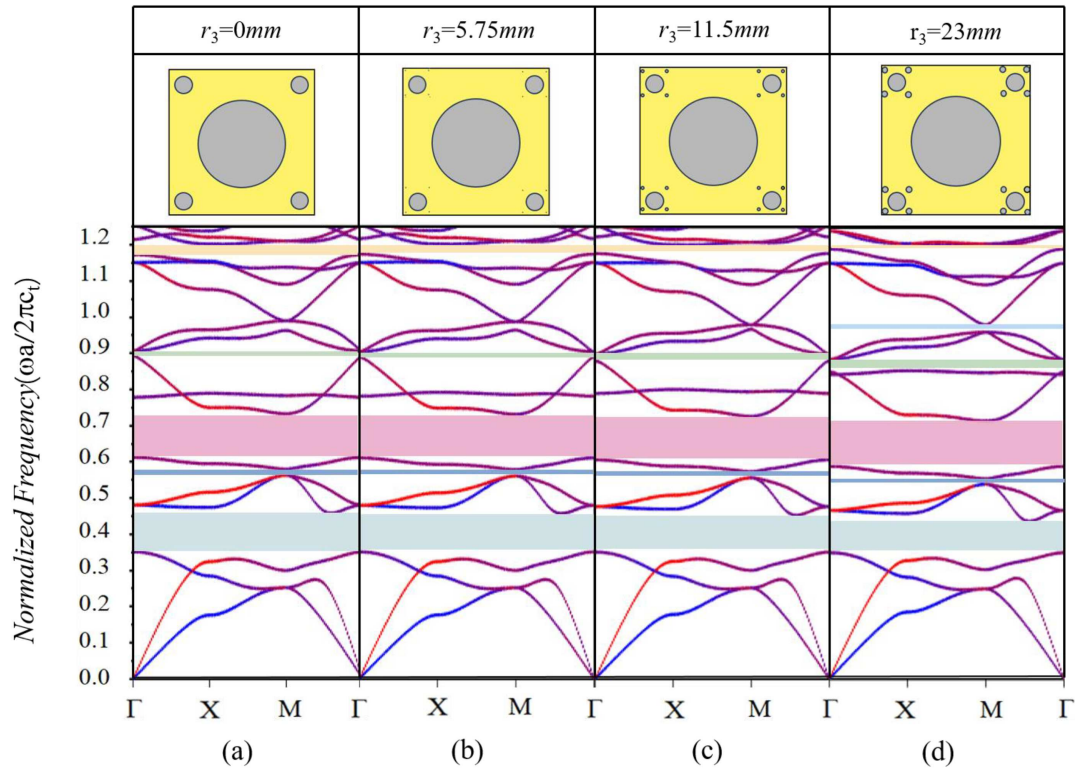 r₃=0mm
r₃=5.75mm
r₃=11.5mm
r₃=23mm
Normalized Frequency(ωa/2πcₜ)
1.2
1.1
1.0
0.9
0.8
0.7
0.6
0.5
0.4
0.3
0.2
0.1
0.0
Γ X M Γ X M Γ X M Γ X M Γ
(a) (b) (c) (d)